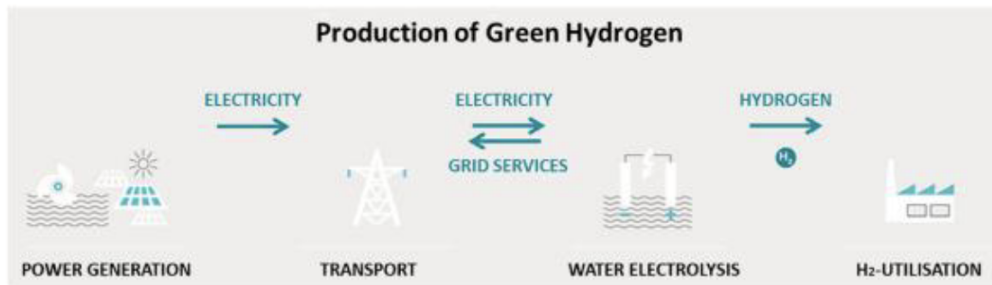 Production of Green Hydrogen
ELECTRICITY
ELECTRICITY
HYDROGEN
GRID SERVICES
H₂
POWER GENERATION
TRANSPORT
WATER ELECTROLYSIS
H₂-UTILISATION